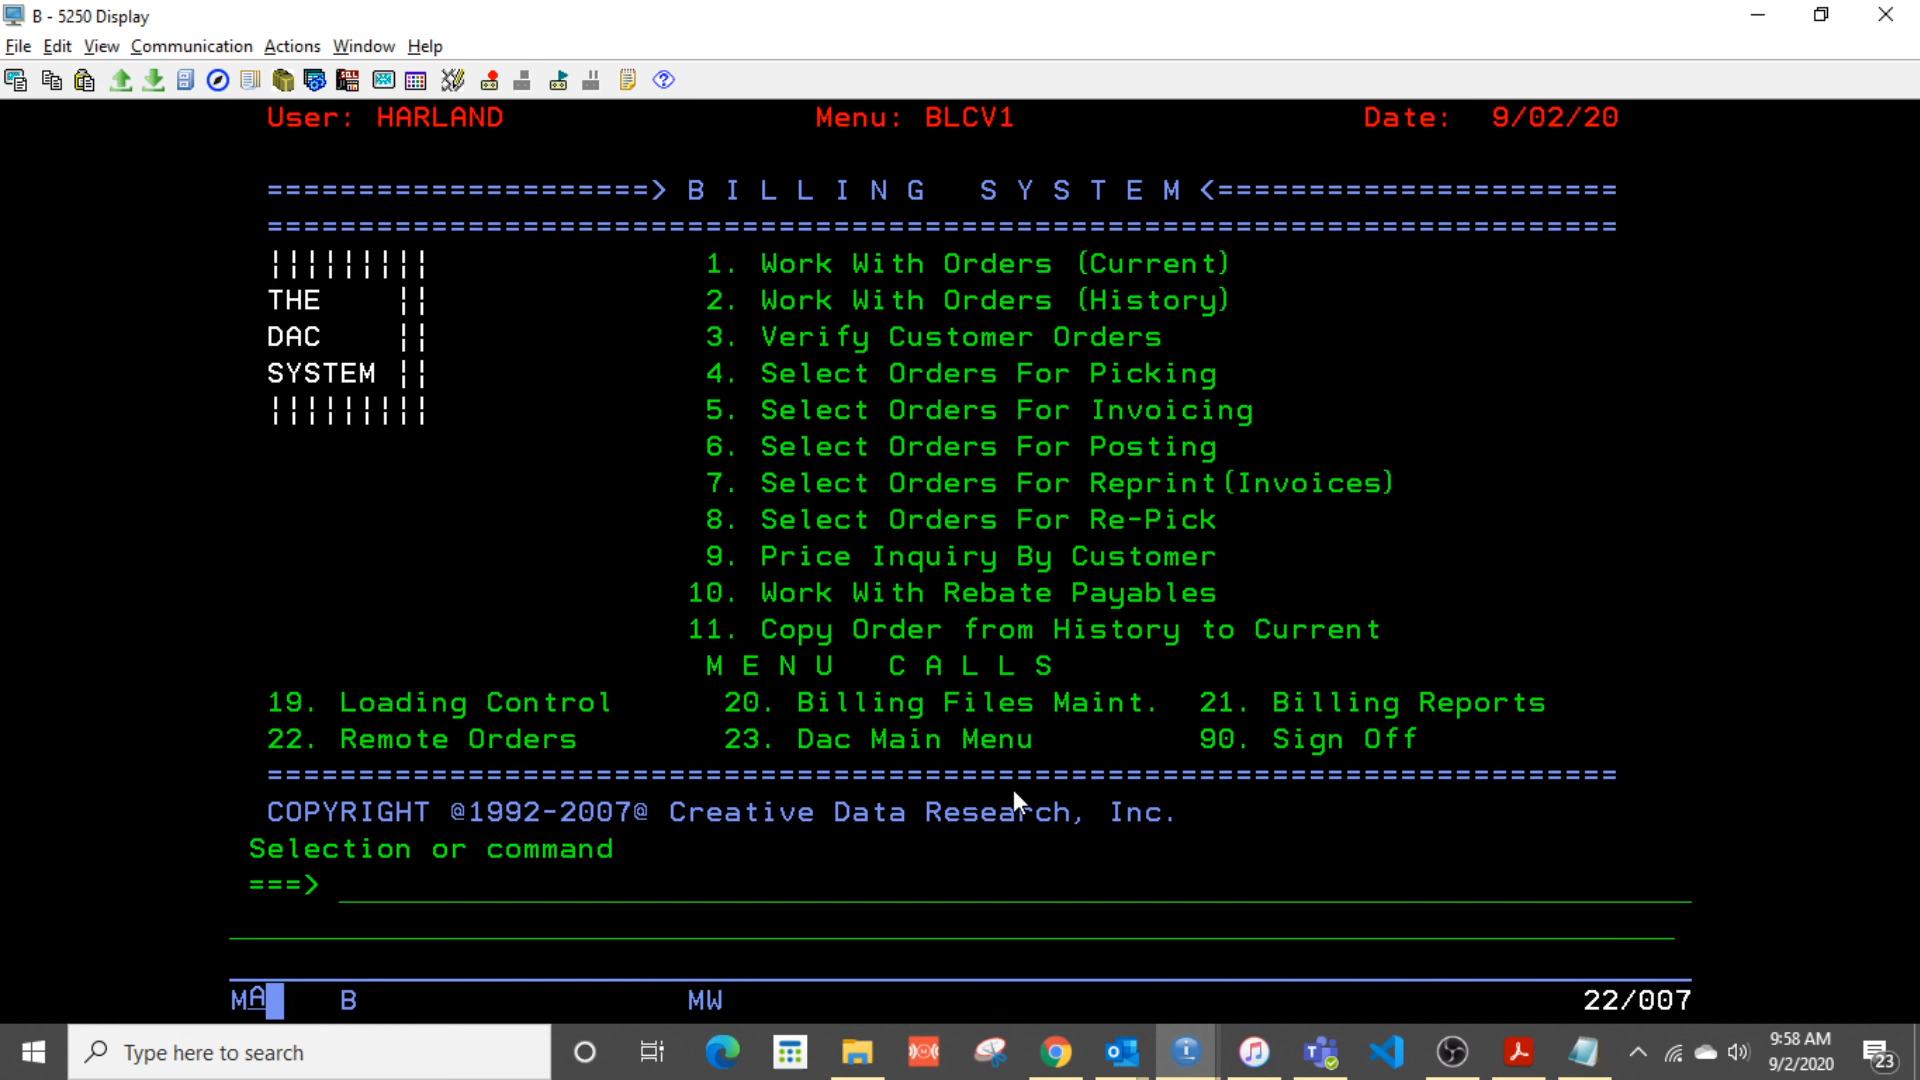 B - 5250 Display
File Edit View Communication Actions Window Help
User: HARLAND Menu: BLCV1 Date: 9/02/20
=====================> B I L L I N G   S Y S T E M <======================
==========================================================================
¦¦¦¦¦¦¦¦¦ 1. Work With Orders (Current)
THE ¦¦ 2. Work With Orders (History)
DAC ¦¦ 3. Verify Customer Orders
SYSTEM ¦¦ 4. Select Orders For Picking
¦¦¦¦¦¦¦¦¦ 5. Select Orders For Invoicing
6. Select Orders For Posting
7. Select Orders For Reprint(Invoices)
8. Select Orders For Re-Pick
9. Price Inquiry By Customer
10. Work With Rebate Payables
11. Copy Order from History to Current
M E N U   C A L L S
19. Loading Control 20. Billing Files Maint. 21. Billing Reports
22. Remote Orders 23. Dac Main Menu 90. Sign Off
==========================================================================
COPYRIGHT @1992-2007@ Creative Data Research, Inc.
Selection or command
===>
MA B MW 22/007
Type here to search 9:58 AM
9/2/2020 23